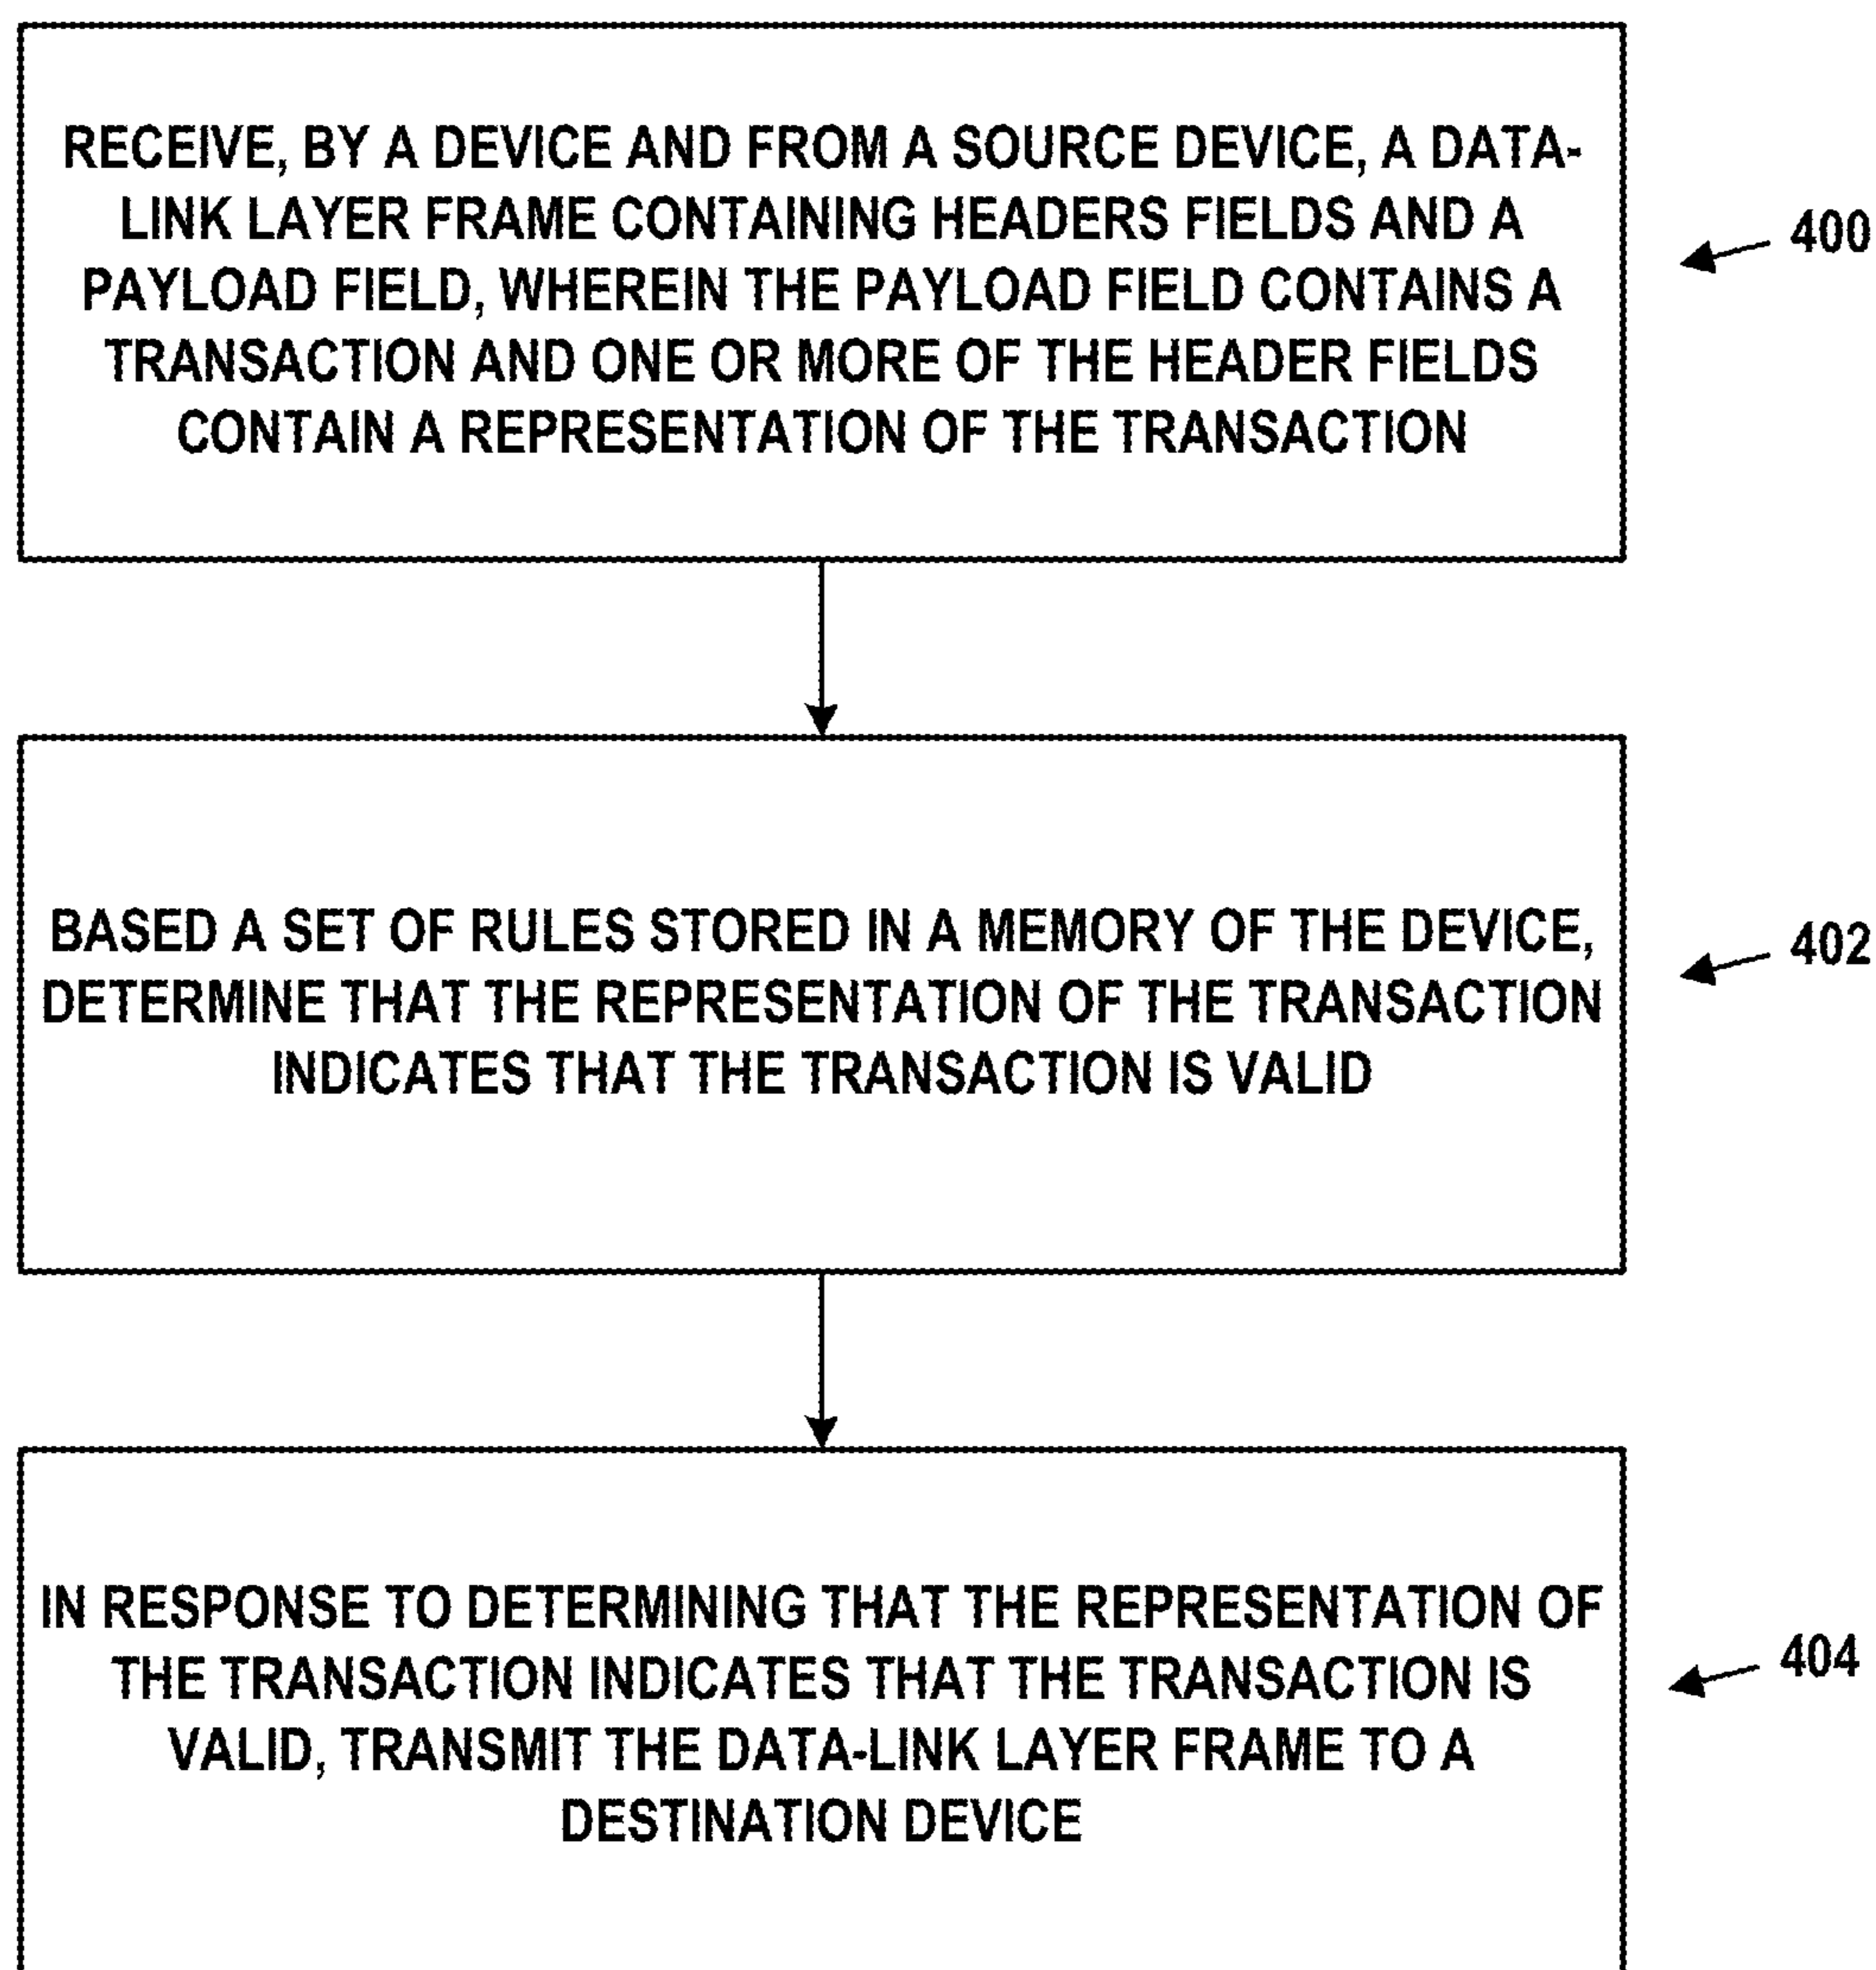 RECEIVE, BY A DEVICE AND FROM A SOURCE DEVICE, A DATA-
LINK LAYER FRAME CONTAINING HEADERS FIELDS AND A
PAYLOAD FIELD, WHEREIN THE PAYLOAD FIELD CONTAINS A
TRANSACTION AND ONE OR MORE OF THE HEADER FIELDS
CONTAIN A REPRESENTATION OF THE TRANSACTION
400
BASED A SET OF RULES STORED IN A MEMORY OF THE DEVICE,
DETERMINE THAT THE REPRESENTATION OF THE TRANSACTION
INDICATES THAT THE TRANSACTION IS VALID
402
IN RESPONSE TO DETERMINING THAT THE REPRESENTATION OF
THE TRANSACTION INDICATES THAT THE TRANSACTION IS
VALID, TRANSMIT THE DATA-LINK LAYER FRAME TO A
DESTINATION DEVICE
404